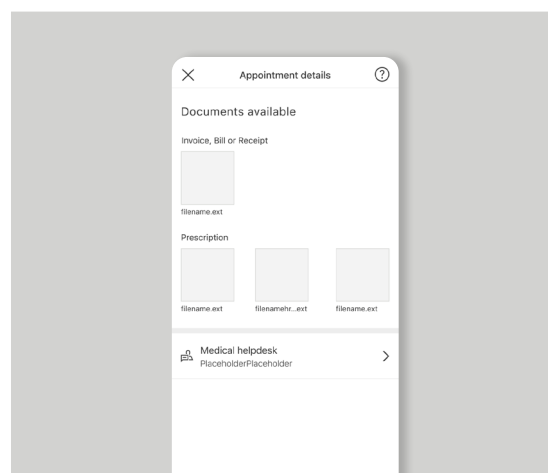 Appointment details
?
Documents available
Invoice, Bill or Receipt
filename.ext
Prescription
filename.ext filenamehr...ext filename.ext
Medical helpdesk
PlaceholderPlaceholder